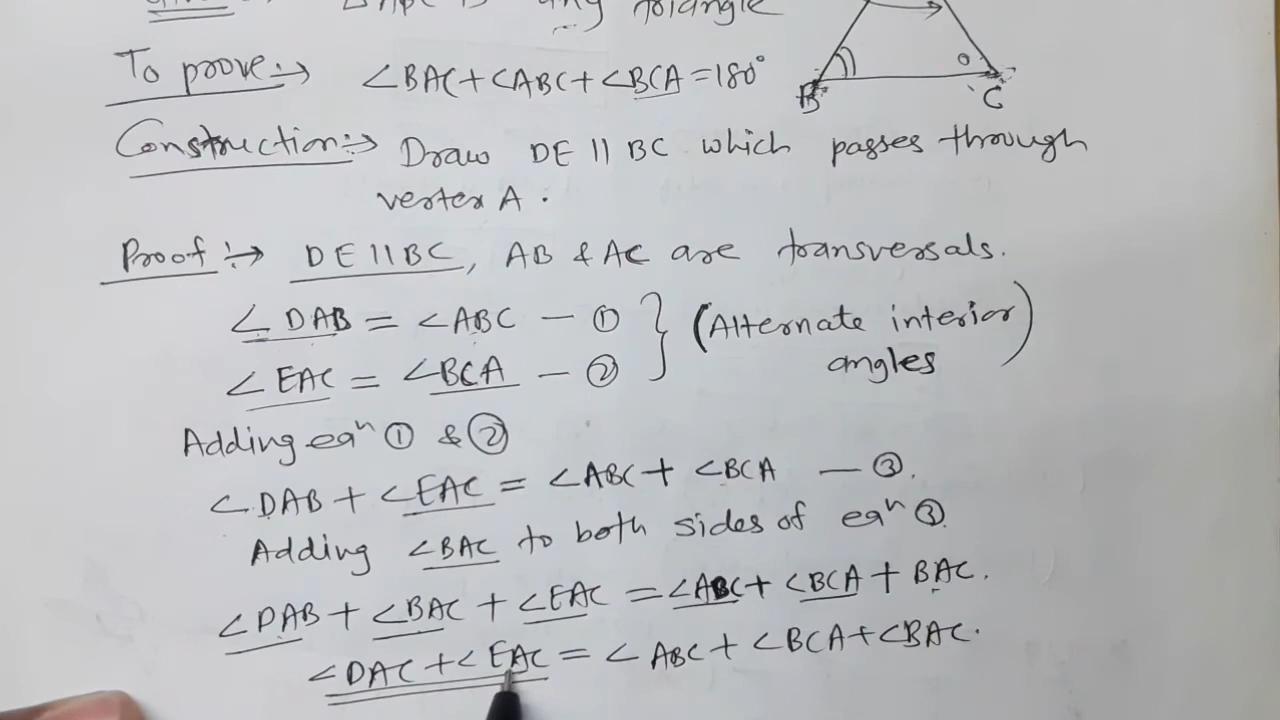 is any triangle
To prove:→ ∠BAC+∠ABC+∠BCA=180°
B C
Construction:→ Draw DE || BC which passes through
vertex A.
Proof:→ DE||BC, AB & AC are transversals.
∠DAB = ∠ABC — ① } (Alternate interior
∠EAC = ∠BCA — ② angles)
Adding eqⁿ ① & ②
∠DAB + ∠EAC = ∠ABC + ∠BCA — ③.
Adding ∠BAC to both sides of eqⁿ ③
∠DAB + ∠BAC + ∠EAC = ∠ABC + ∠BCA + BAC.
∠DAC + ∠EAC = ∠ABC + ∠BCA + ∠BAC.